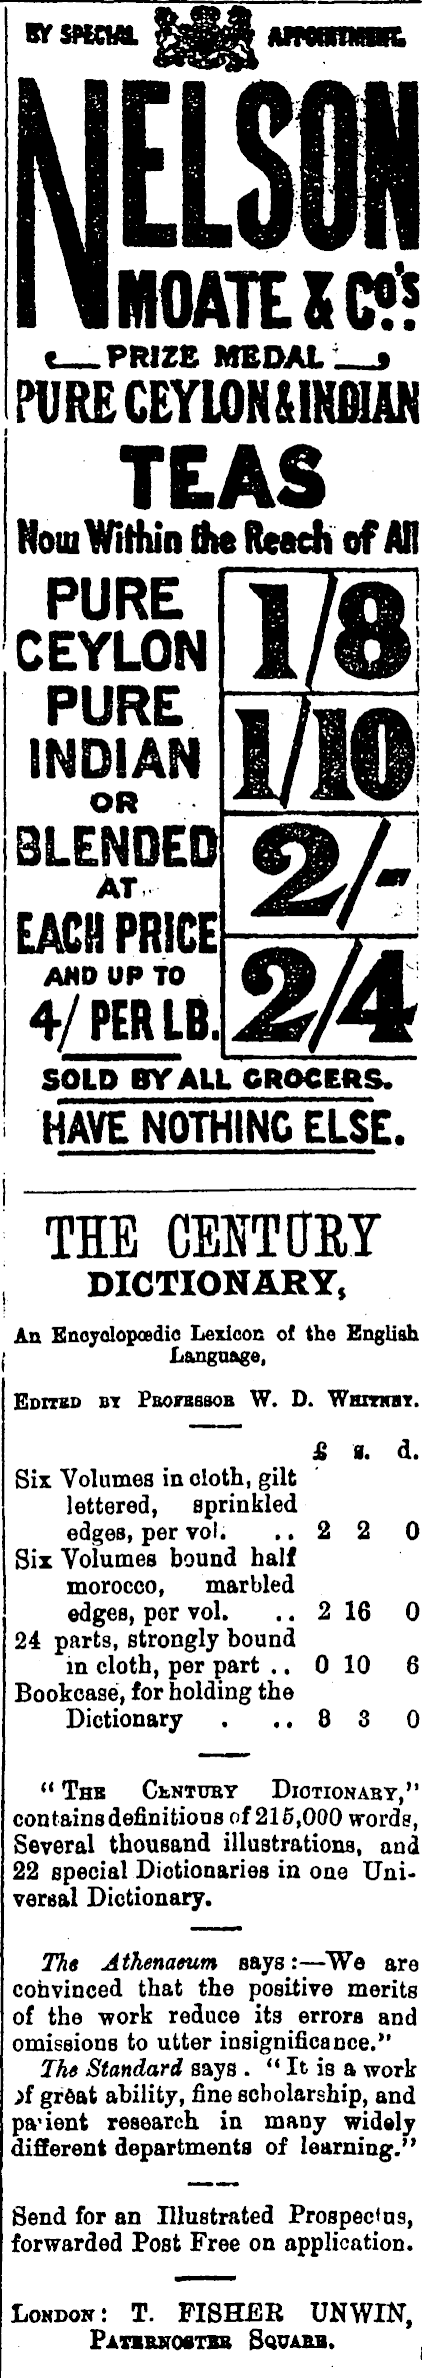 BY SPECIAL APPOINTMENT.
NELSON
MOATE & Co's
PRIZE MEDAL
PURE CEYLON & INDIAN
TEAS
Now Within the Reach of All
PURE
CEYLON
PURE
INDIAN
OR
BLENDED
AT
EACH PRICE
AND UP TO
4/ PER LB.
1/8
1/10
2/-
2/4
SOLD BY ALL GROCERS.
HAVE NOTHING ELSE.
THE CENTURY
DICTIONARY,
An Encyclopœdic Lexicon of the English
Language,
EDITED BY PROFESSOR W. D. WHITNEY.
£ s. d.
Six Volumes in cloth, gilt
lettered, sprinkled
edges, per vol. .. 2 2 0
Six Volumes bound half
morocco, marbled
edges, per vol. .. 2 16 0
24 parts, strongly bound
in cloth, per part .. 0 10 6
Bookcase, for holding the
Dictionary . .. 3 3 0
"THE CENTURY DICTIONARY,"
contains definitions of 215,000 words,
Several thousand illustrations, and
22 special Dictionaries in one Uni-
versal Dictionary.
The Athenaeum says:—We are
convinced that the positive merits
of the work reduce its errors and
omissions to utter insignificance."
The Standard says. "It is a work
of great ability, fine scholarship, and
patient research in many widely
different departments of learning."
Send for an Illustrated Prospectus,
forwarded Post Free on application.
LONDON: T. FISHER UNWIN,
PATERNOSTER SQUARE.